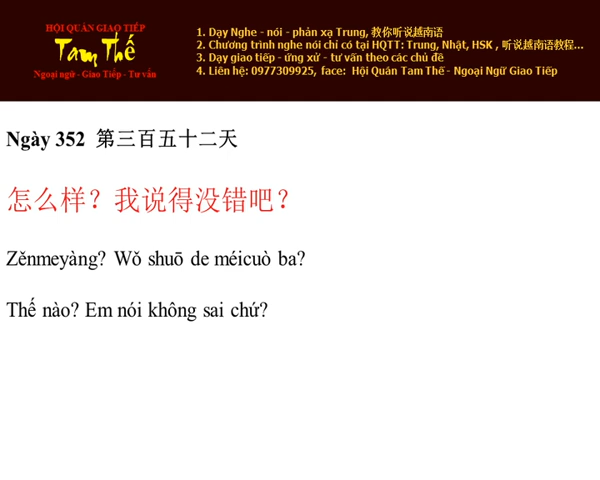 HỘI QUÁN GIAO TIẾP
Tam Thế
Ngoại ngữ - Giao Tiếp - Tư vấn
1. Dạy Nghe - nói - phản xạ Trung, 教你听说越南语
2. Chương trình nghe nói chỉ có tại HQTT: Trung, Nhật, HSK , 听说越南语教程...
3. Dạy giao tiếp - ứng xử - tư vấn theo các chủ đề
4. Liên hệ: 0977309925, face: Hội Quán Tam Thế - Ngoại Ngữ Giao Tiếp
Ngày 352 第三百五十二天
怎么样？我说得没错吧？
Zěnmeyàng? Wǒ shuō de méicuò ba?
Thế nào? Em nói không sai chứ?